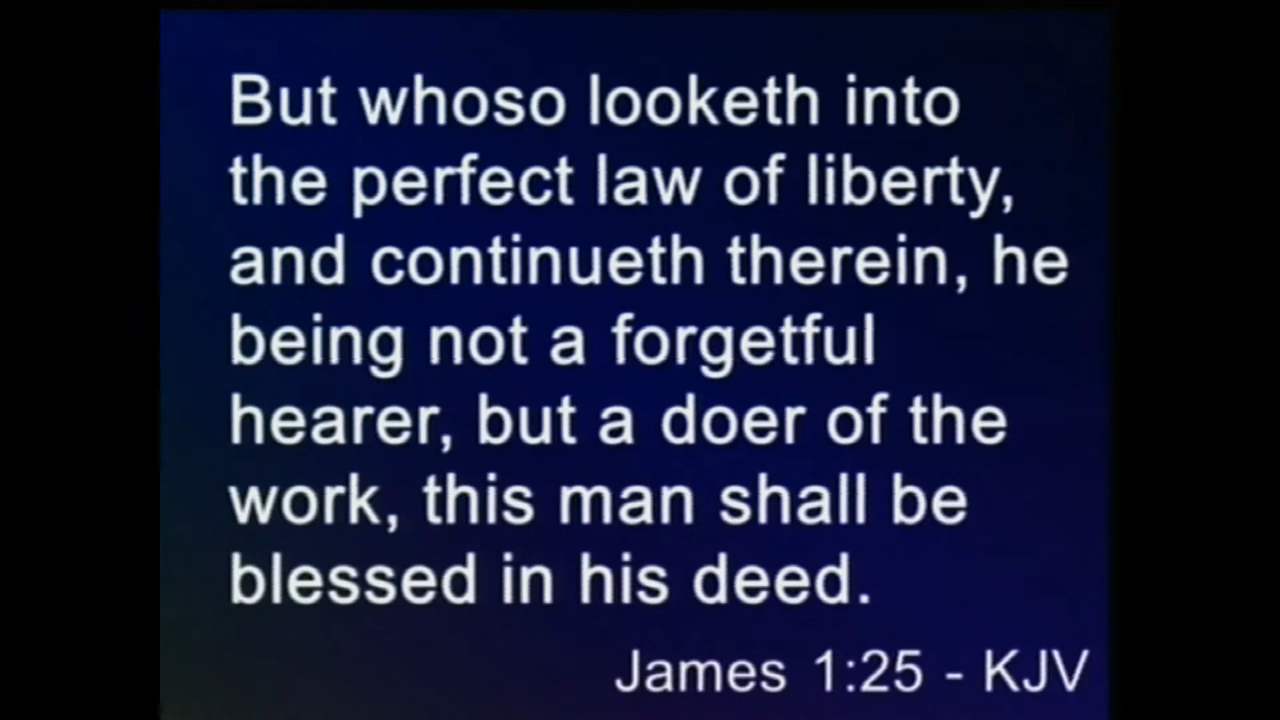 But whoso looketh into
the perfect law of liberty,
and continueth therein, he
being not a forgetful
hearer, but a doer of the
work, this man shall be
blessed in his deed.
James 1:25 - KJV